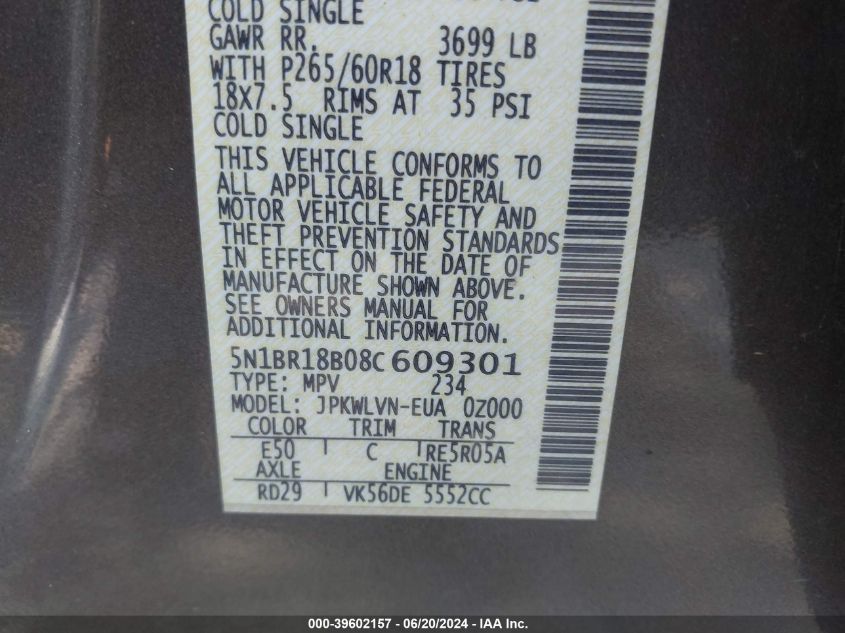 COLD SINGLE
GAWR RR. 3699 LB
WITH P265/60R18 TIRES
18X7.5 RIMS AT 35 PSI
COLD SINGLE
THIS VEHICLE CONFORMS TO
ALL APPLICABLE FEDERAL
MOTOR VEHICLE SAFETY AND
THEFT PREVENTION STANDARDS
IN EFFECT ON THE DATE OF
MANUFACTURE SHOWN ABOVE.
SEE OWNERS MANUAL FOR
ADDITIONAL INFORMATION.
5N1BR18B08C609301
TYPE: MPV 234
MODEL: JPKWLVN-EUA 0Z000
COLOR TRIM TRANS
E50 C RE5R05A
AXLE ENGINE
RD29 VK56DE 5552CC
000-39602157 - 06/20/2024 - IAA Inc.